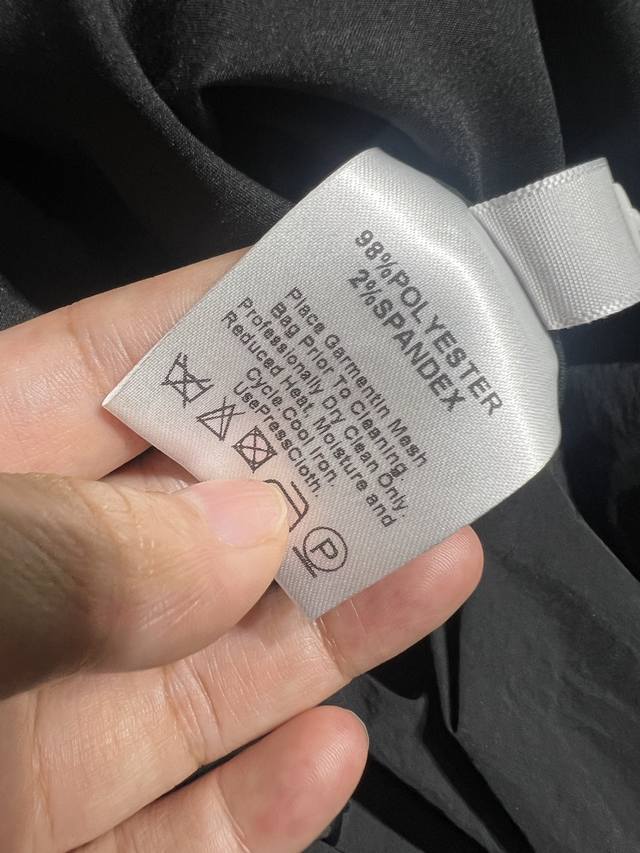 98%POLYESTER
2%SPANDEX
Place Garmentin Mesh
Bag Prior To Cleaning.
Professionally Dry Clean Only.
Reduced Heat, Moisture and
Cycle.Cool Iron.
UsePressCloth.
P